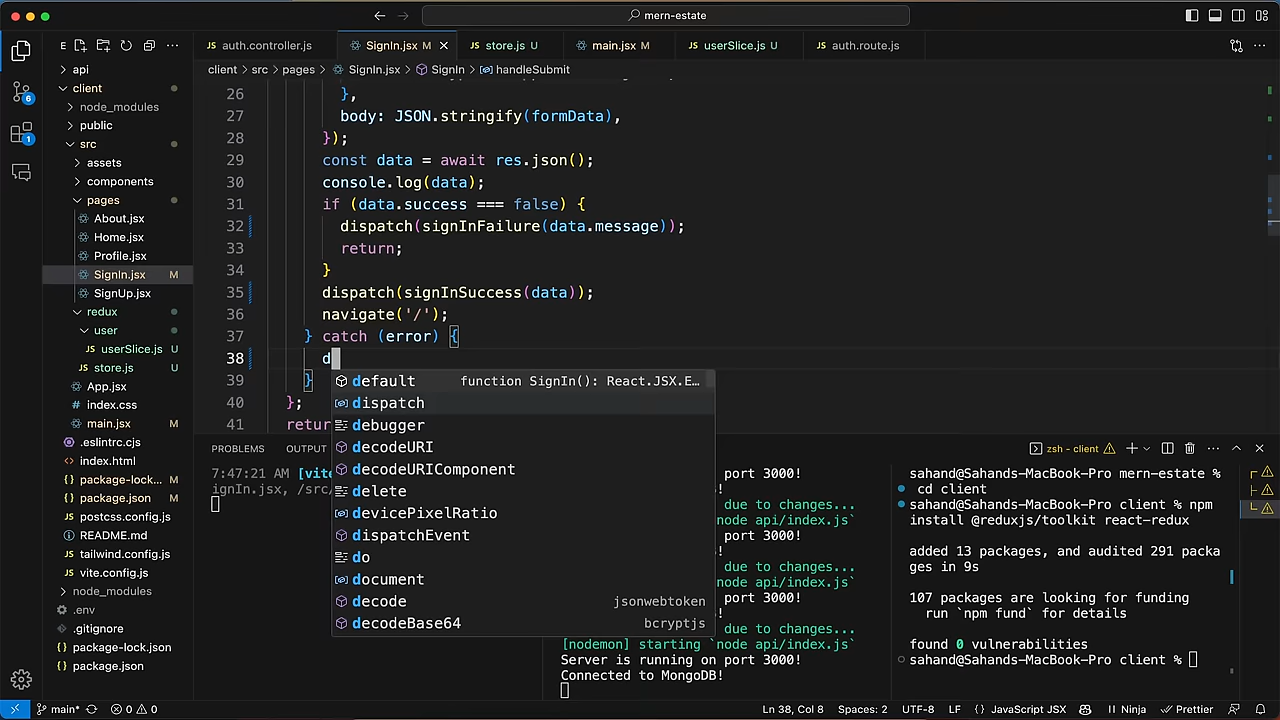 mern-estate
E
auth.controller.js
SignIn.jsx M
store.js U
main.jsx M
userSlice.js U
auth.route.js
client > src > pages > SignIn.jsx > SignIn > handleSubmit
api
client
node_modules
public
src
assets
components
pages
About.jsx
Home.jsx
Profile.jsx
SignIn.jsx M
SignUp.jsx
redux
user
userSlice.js U
store.js U
App.jsx
index.css
main.jsx M
.eslintrc.cjs
index.html
package-lock... M
package.json M
postcss.config.js
README.md
tailwind.config.js
vite.config.js
node_modules
.env
.gitignore
package-lock.json
package.json
6
1
26 },
27 body: JSON.stringify(formData),
28 });
29 const data = await res.json();
30 console.log(data);
31 if (data.success === false) {
32 dispatch(signInFailure(data.message));
33 return;
34 }
35 dispatch(signInSuccess(data));
36 navigate('/');
37 } catch (error) {
38 d
39 }
40 };
41 retur
default function SignIn(): React.JSX.E…
dispatch
debugger
decodeURI
decodeURIComponent
delete
devicePixelRatio
dispatchEvent
do
document
decode jsonwebtoken
decodeBase64 bcryptjs
PROBLEMS OUTPUT
zsh - client
7:47:21 AM [vite
ignIn.jsx, /src/
port 3000!
!
due to changes...
node api/index.js`
port 3000!
!
due to changes...
node api/index.js`
port 3000!
!
due to changes...
[nodemon] starting `node api/index.js`
Server is running on port 3000!
Connected to MongoDB!
sahand@Sahands-MacBook-Pro mern-estate %
cd client
sahand@Sahands-MacBook-Pro client % npm
install @reduxjs/toolkit react-redux
added 13 packages, and audited 291 packa
ges in 9s
107 packages are looking for funding
run `npm fund` for details
found 0 vulnerabilities
sahand@Sahands-MacBook-Pro client %
main*
0 0
Ln 38, Col 8
Spaces: 2
UTF-8
LF
JavaScript JSX
Ninja
Prettier